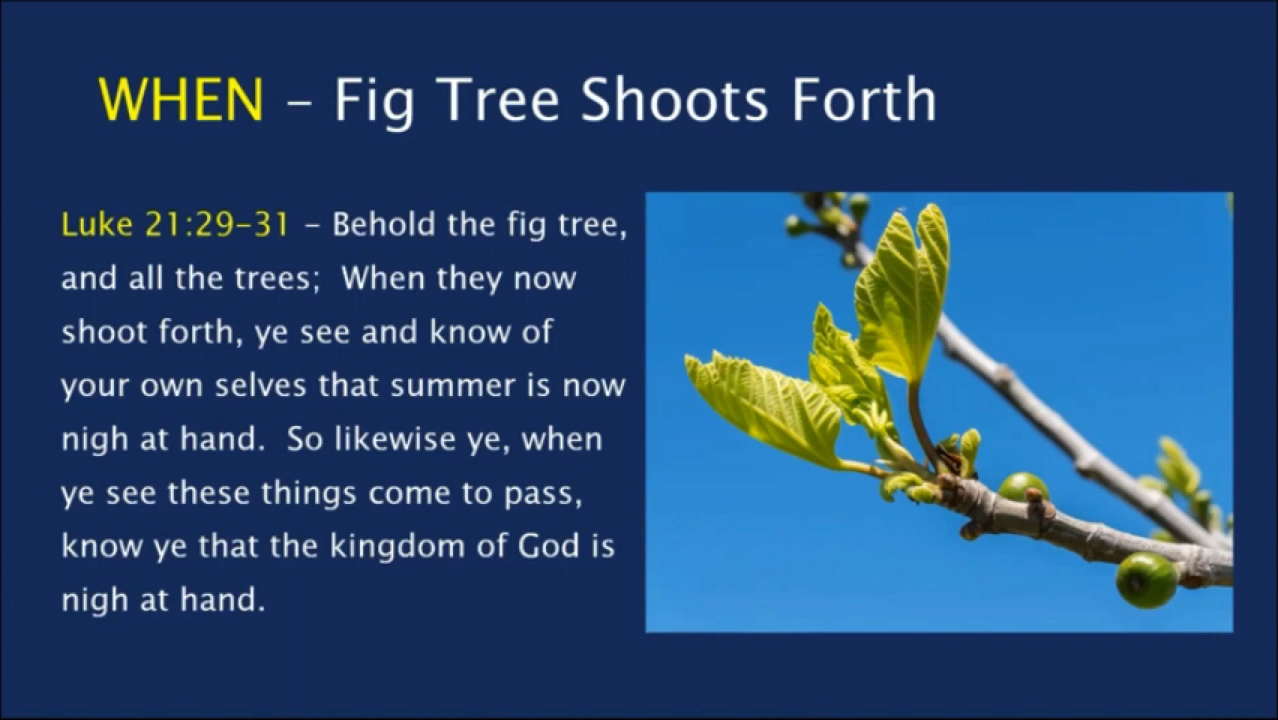 WHEN – Fig Tree Shoots Forth
Luke 21:29-31 – Behold the fig tree,
and all the trees;  When they now
shoot forth, ye see and know of
your own selves that summer is now
nigh at hand.  So likewise ye, when
ye see these things come to pass,
know ye that the kingdom of God is
nigh at hand.